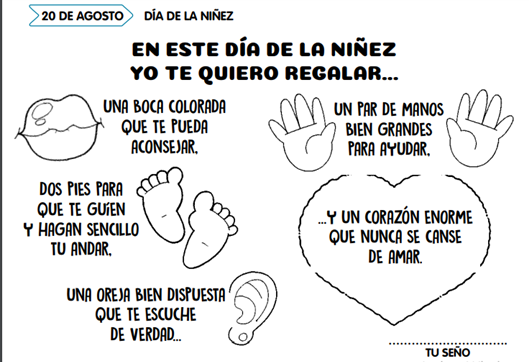 20 DE AGOSTO DÍA DE LA NIÑEZ
EN ESTE DÍA DE LA NIÑEZ
YO TE QUIERO REGALAR...
UNA BOCA COLORADA
QUE TE PUEDA
ACONSEJAR,
UN PAR DE MANOS
BIEN GRANDES
PARA AYUDAR,
DOS PIES PARA
QUE TE GUÍEN
Y HAGAN SENCILLO
TU ANDAR,
...Y UN CORAZÓN ENORME
QUE NUNCA SE CANSE
DE AMAR.
UNA OREJA BIEN DISPUESTA
QUE TE ESCUCHE
DE VERDAD...
TU SEÑO